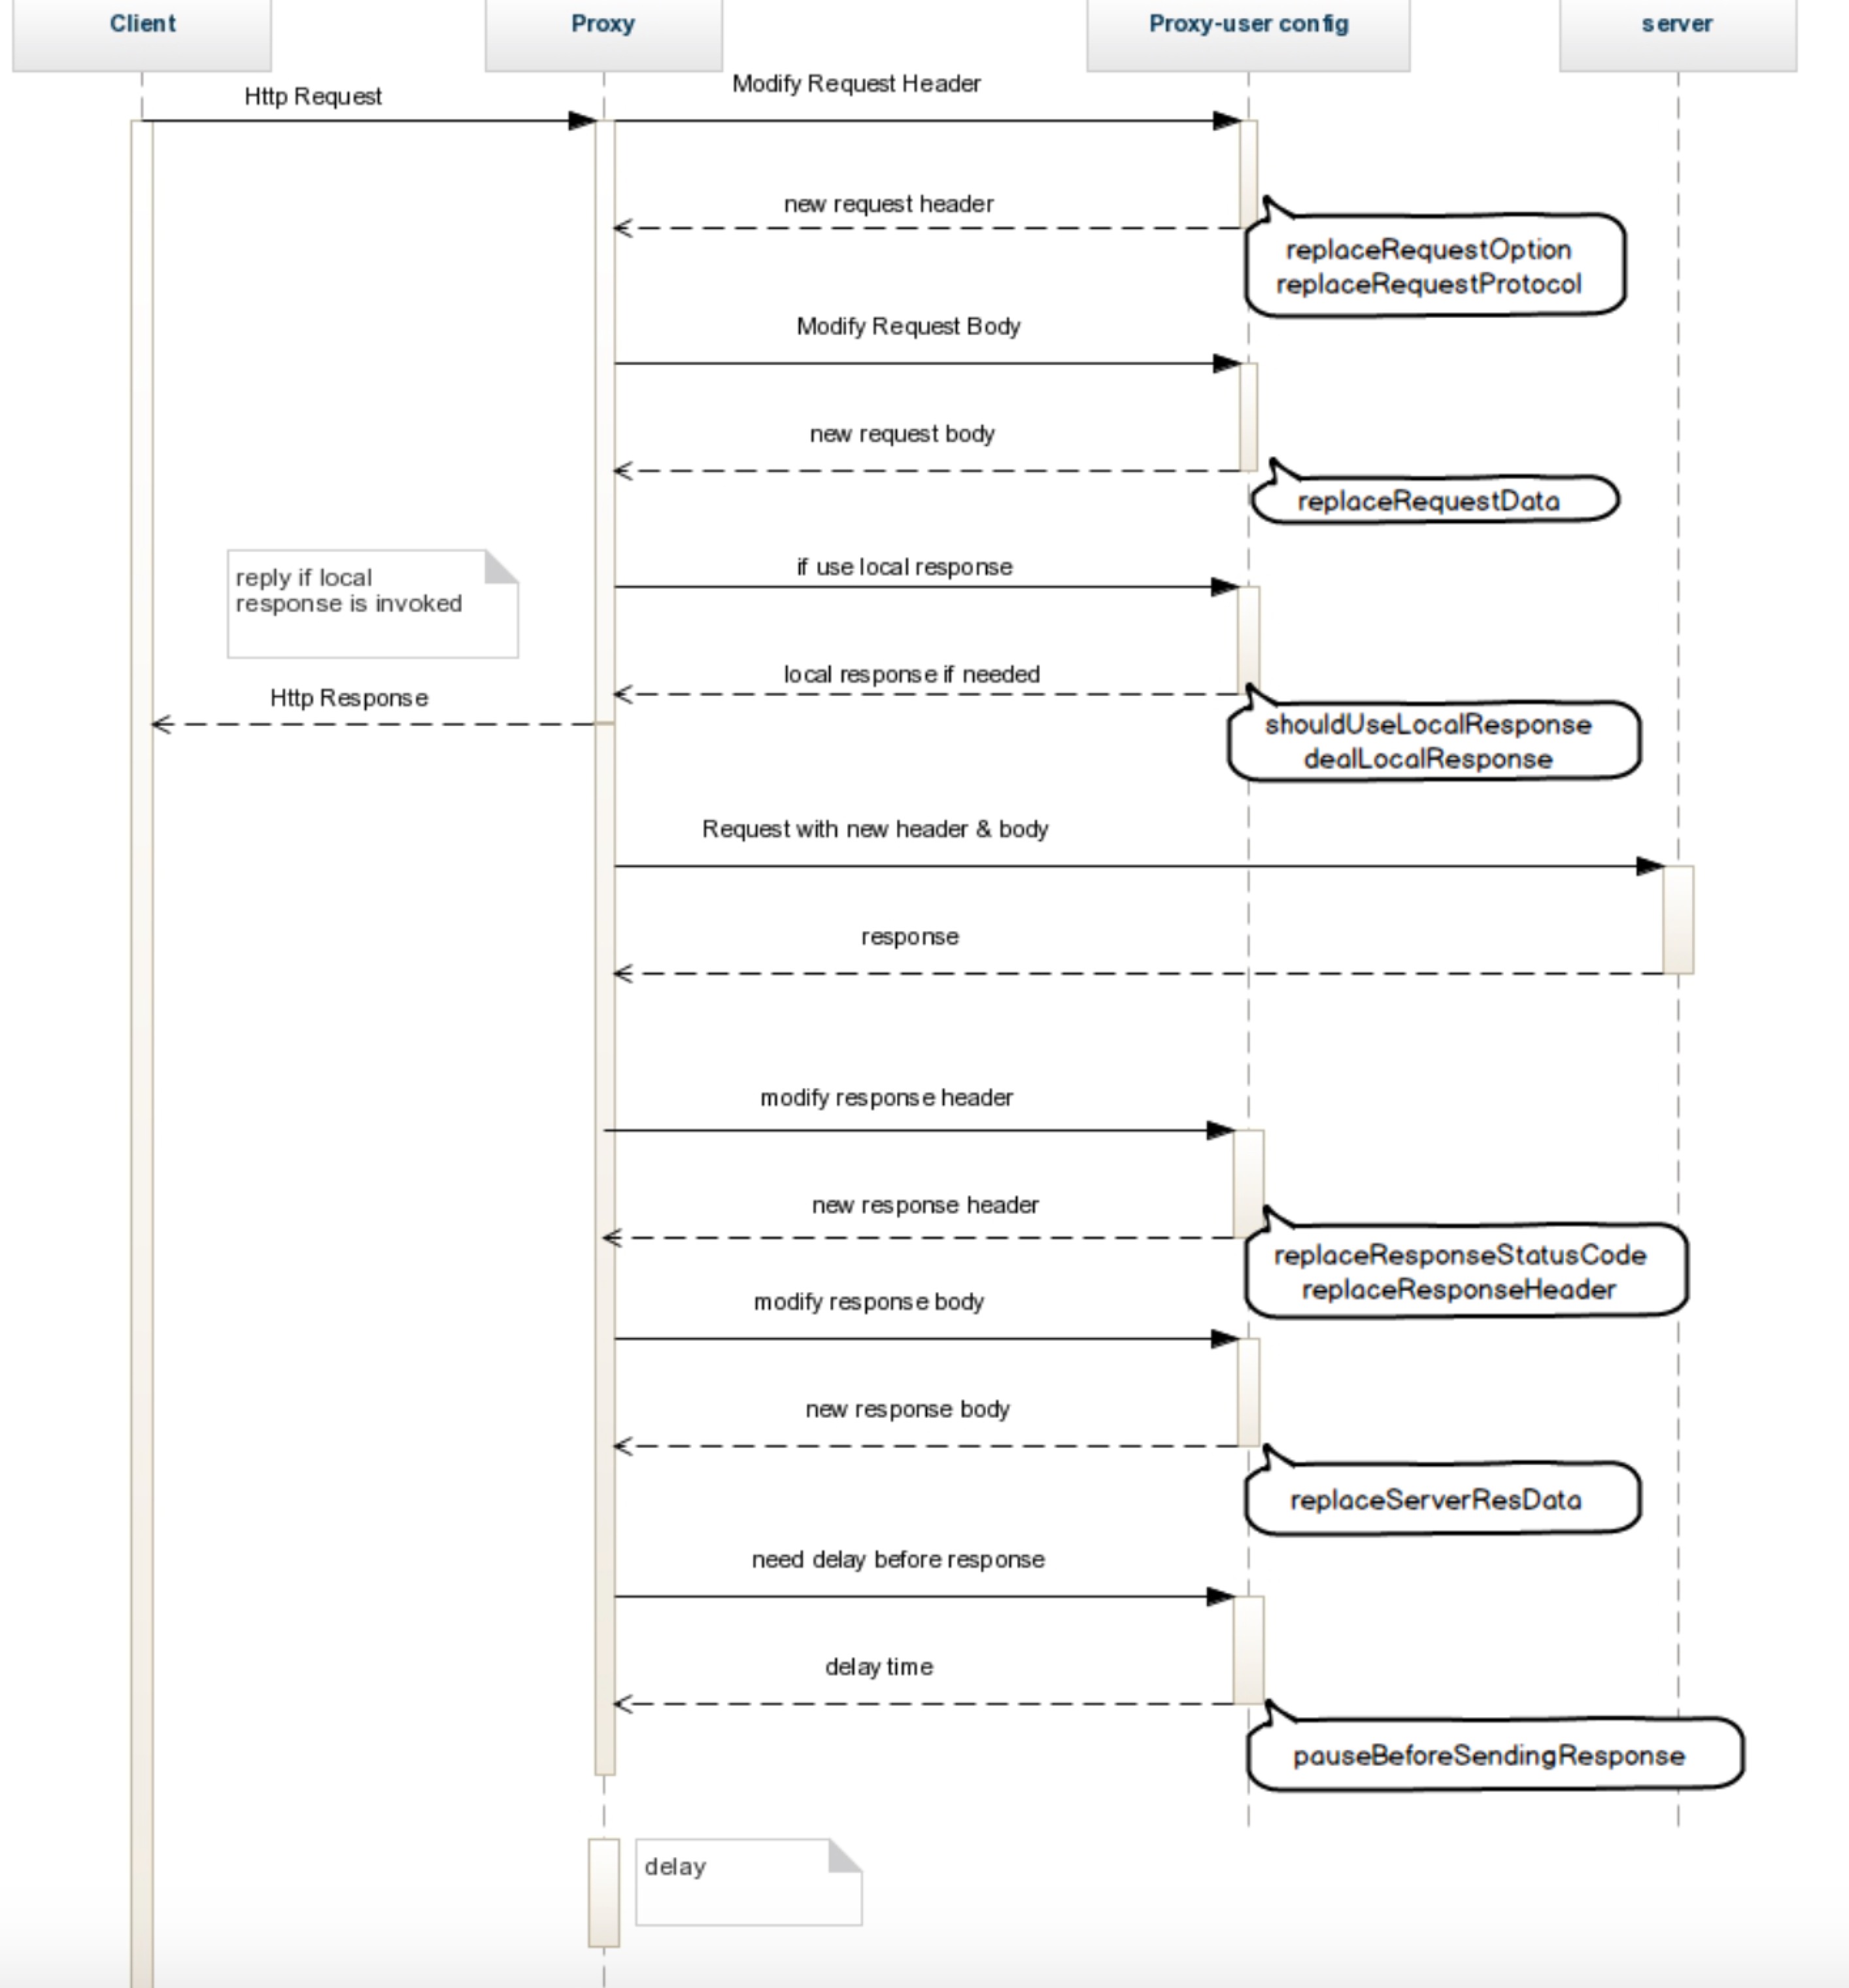 Client
Proxy
Proxy-user config
server
Http Request
Modify Request Header
new request header
replaceRequestOption
replaceRequestProtocol
Modify Request Body
new request body
replaceRequestData
reply if local
response is invoked
if use local response
local response if needed
Http Response
shouldUseLocalResponse
dealLocalResponse
Request with new header & body
response
modify response header
new response header
replaceResponseStatusCode
replaceResponseHeader
modify response body
new response body
replaceServerResData
need delay before response
delay time
pauseBeforeSendingResponse
delay